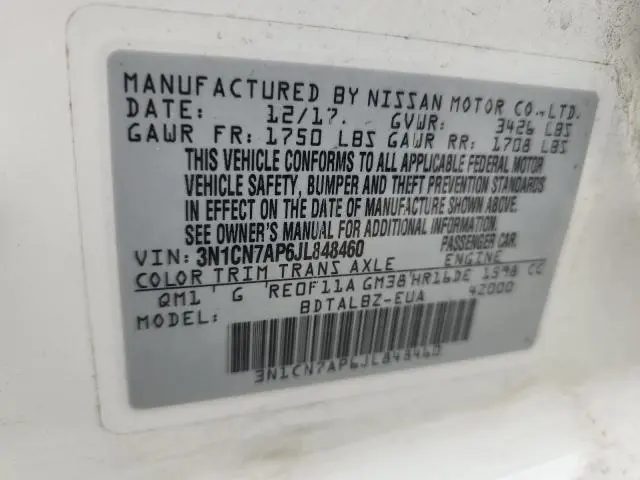 MANUFACTURED BY NISSAN MOTOR CO.,LTD.
DATE: 12/17. GVWR: 3426 LBS
GAWR FR: 1750 LBS GAWR RR: 1708 LBS
THIS VEHICLE CONFORMS TO ALL APPLICABLE FEDERAL MOTOR
VEHICLE SAFETY, BUMPER AND THEFT PREVENTION STANDARDS
IN EFFECT ON THE DATE OF MANUFACTURE SHOWN ABOVE.
SEE OWNER'S MANUAL FOR ADDITIONAL INFORMATION.
VIN: 3N1CN7AP6JL848460 PASSENGER CAR.
COLOR TRIM TRANS AXLE ENGINE
QM1' G 'RE0F11A GM38'HR16DE 1598 CC
MODEL: BDTALBZ-EUA 42000
3N1CN7AP6JL848460